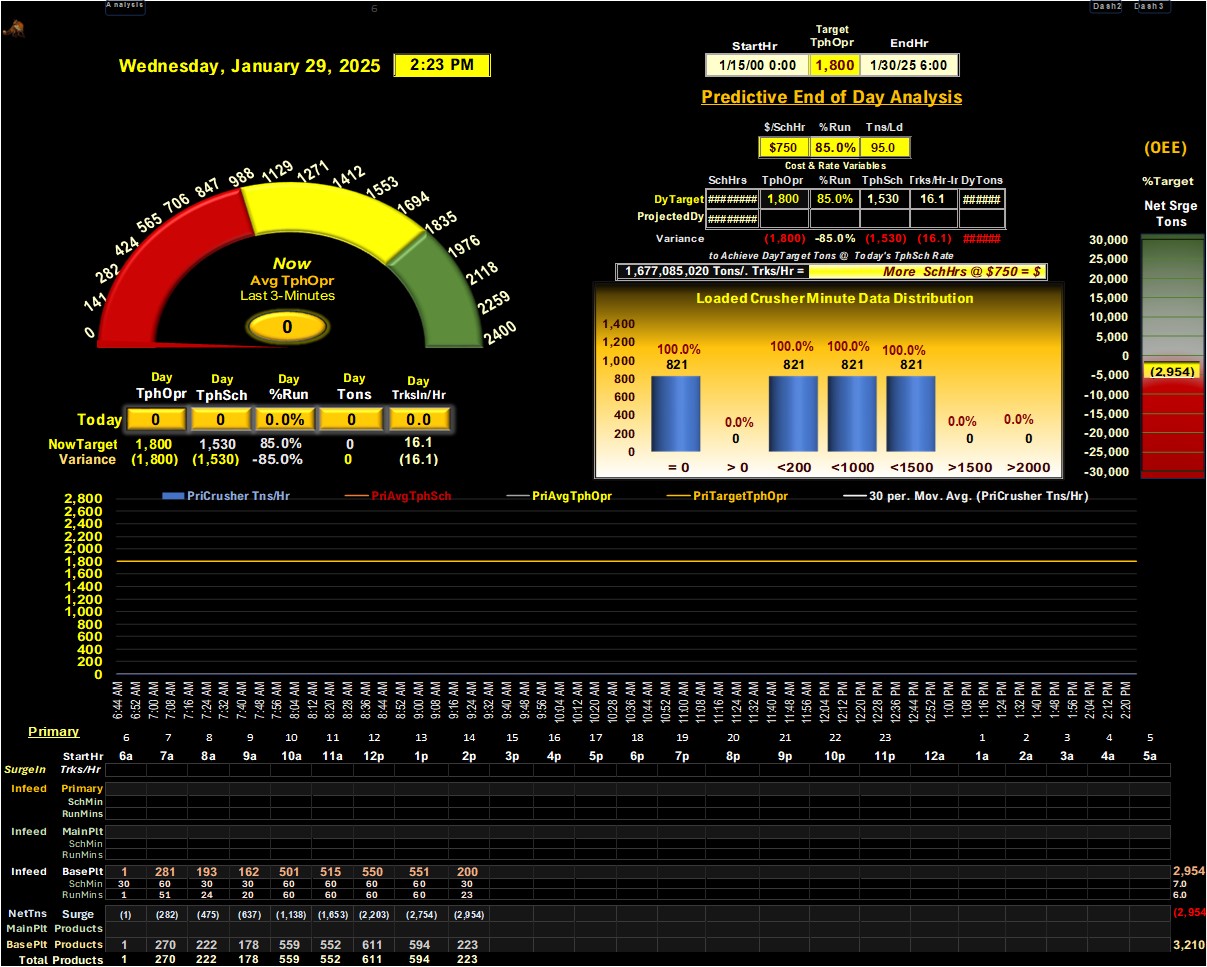 Analysis 6 Dash2 Dash3
Target
StartHr TphOpr EndHr
Wednesday, January 29, 2025 2:23 PM
1/15/00 0:00 1,800 1/30/25 6:00
Predictive End of Day Analysis
$/SchHr %Run Tns/Ld
$750 85.0% 95.0
Cost & Rate Variables
SchHrs TphOpr %Run TphSch Trks/Hr-Ir DyTons
DyTarget ######## 1,800 85.0% 1,530 16.1 ######
ProjectedDy ########
Variance (1,800) -85.0% (1,530) (16.1) ######
to Achieve DayTarget Tons @ Today's TphSch Rate
1,677,085,020 Tons/. Trks/Hr = More SchHrs @ $750 = $
(OEE)
%Target
Net Srge
Tons
30,000
25,000
20,000
15,000
10,000
5,000
0
(2,954)
-5,000
-10,000
-15,000
-20,000
-25,000
-30,000
0 141 282 424 565 706 847 988 1129 1271 1412 1553 1694 1835 1976 2118 2259 2400
Now
Avg TphOpr
Last 3-Minutes
0
Loaded Crusher Minute Data Distribution
1,400
1,200
1,000
800
600
400
200
0
100.0% 0.0% 100.0% 100.0% 100.0% 0.0% 0.0%
821 0 821 821 821 0 0
= 0 > 0 <200 <1000 <1500 >1500 >2000
Day Day Day Day Day
TphOpr TphSch %Run Tons TrksIn/Hr
Today 0 0 0.0% 0 0.0
NowTarget 1,800 1,530 85.0% 0 16.1
Variance (1,800) (1,530) -85.0% 0 (16.1)
PriCrusher Tns/Hr PriAvgTphSch PriAvgTphOpr PriTargetTphOpr 30 per. Mov. Avg. (PriCrusher Tns/Hr)
2,800
2,600
2,400
2,200
2,000
1,800
1,600
1,400
1,200
1,000
800
600
400
200
0
6:44 AM 6:52 AM 7:00 AM 7:08 AM 7:16 AM 7:24 AM 7:32 AM 7:40 AM 7:48 AM 7:56 AM 8:04 AM 8:12 AM 8:20 AM 8:28 AM 8:36 AM 8:44 AM 8:52 AM 9:00 AM 9:08 AM 9:16 AM 9:24 AM 9:32 AM 9:40 AM 9:48 AM 9:56 AM 10:04 AM 10:12 AM 10:20 AM 10:28 AM 10:36 AM 10:44 AM 10:52 AM 11:00 AM 11:08 AM 11:16 AM 11:24 AM 11:32 AM 11:40 AM 11:48 AM 11:56 AM 12:04 PM 12:12 PM 12:20 PM 12:28 PM 12:36 PM 12:44 PM 12:52 PM 1:00 PM 1:08 PM 1:16 PM 1:24 PM 1:32 PM 1:40 PM 1:48 PM 1:56 PM 2:04 PM 2:12 PM 2:20 PM
Primary
6 7 8 9 10 11 12 13 14 15 16 17 18 19 20 21 22 23 1 2 3 4 5
StartHr 6a 7a 8a 9a 10a 11a 12p 1p 2p 3p 4p 5p 6p 7p 8p 9p 10p 11p 12a 1a 2a 3a 4a 5a
SurgeIn Trks/Hr
Infeed Primary
SchMin
RunMins
Infeed MainPlt
SchMin
RunMins
Infeed BasePlt 1 281 193 162 501 515 550 551 200 2,954
SchMin 30 60 30 30 60 60 60 60 30 7.0
RunMins 1 51 24 20 60 60 60 60 23 6.0
NetTns Surge (1) (282) (475) (637) (1,138) (1,653) (2,203) (2,754) (2,954) (2,954
MainPlt Products
BasePlt Products 1 270 222 178 559 552 611 594 223 3,210
Total Products 1 270 222 178 559 552 611 594 223